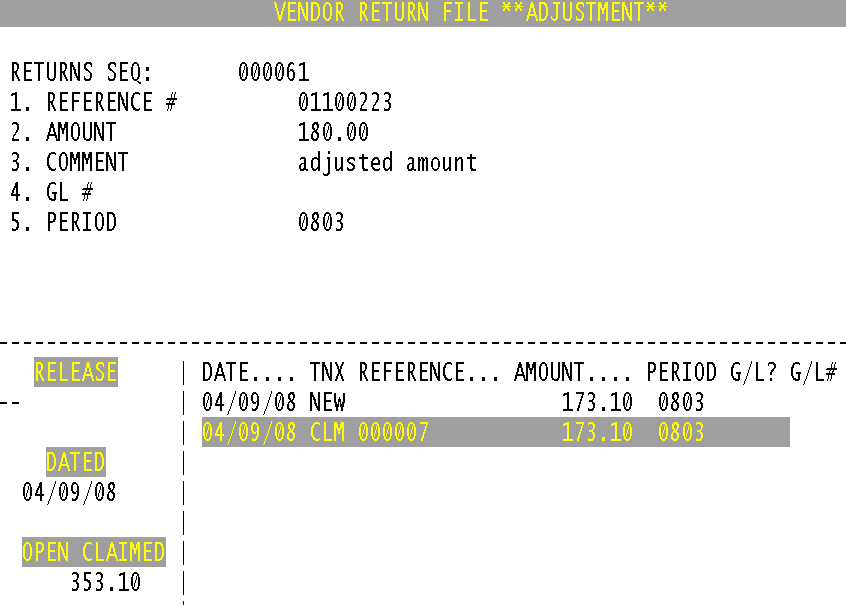 VENDOR RETURN FILE **ADJUSTMENT**
RETURNS SEQ: 000061
1. REFERENCE # 01100223
2. AMOUNT 180.00
3. COMMENT adjusted amount
4. GL #
5. PERIOD 0803
RELEASE | DATE.... TNX REFERENCE... AMOUNT.... PERIOD G/L? G/L#
-- | 04/09/08 NEW 173.10 0803
| 04/09/08 CLM 000007 173.10 0803
DATED |
04/09/08 |
|
OPEN CLAIMED |
353.10 |